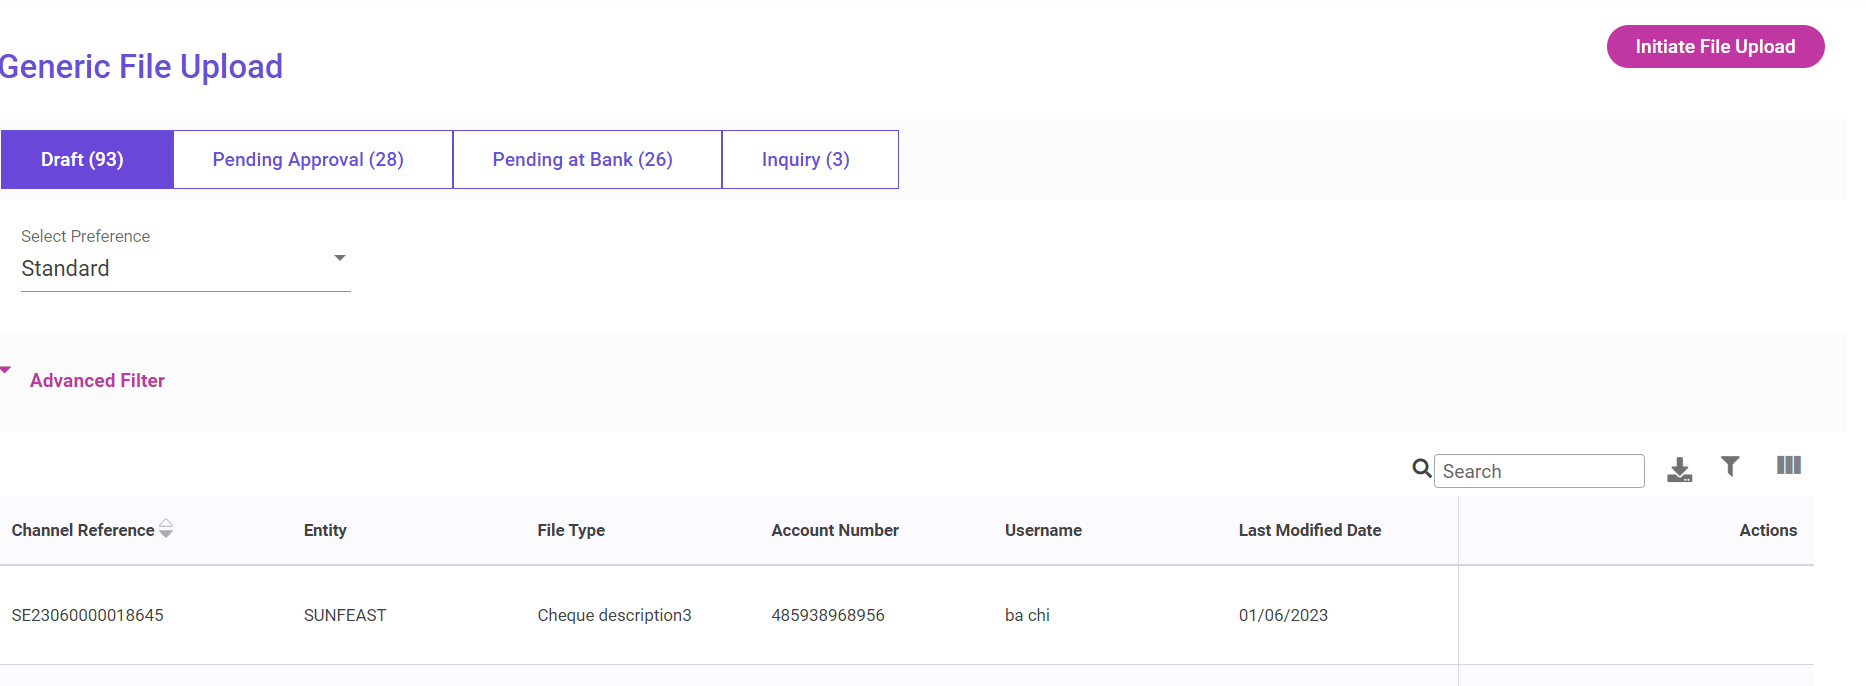 Initiate File Upload
Generic File Upload
Draft (93) Pending Approval (28) Pending at Bank (26) Inquiry (3)
Select Preference
Standard
Advanced Filter
Search
Channel Reference Entity File Type Account Number Username Last Modified Date Actions
SE23060000018645 SUNFEAST Cheque description3 485938968956 ba chi 01/06/2023